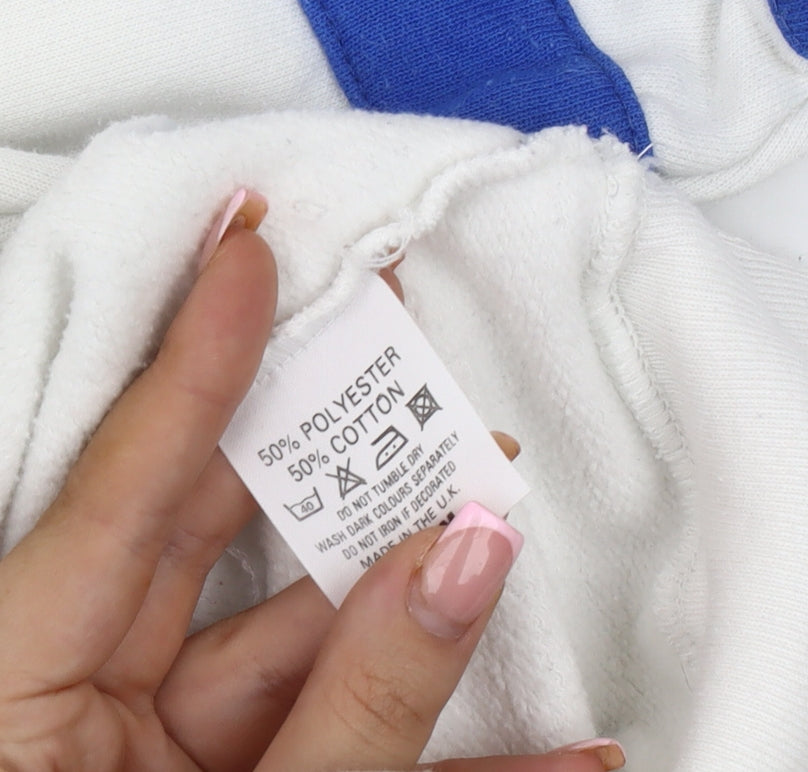 50% POLYESTER
50% COTTON
40
DO NOT TUMBLE DRY
WASH DARK COLOURS SEPARATELY
DO NOT IRON IF DECORATED
MADE IN THE U.K.